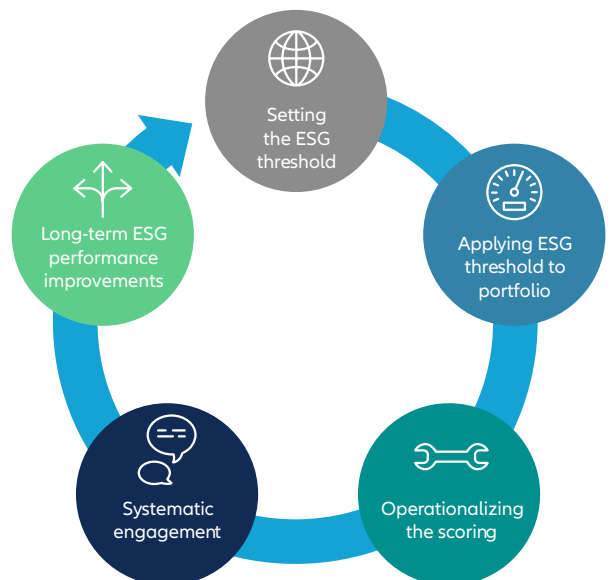 Setting
the ESG
threshold
Applying ESG
threshold to
portfolio
Operationalizing
the scoring
Systematic
engagement
Long-term ESG
performance
improvements